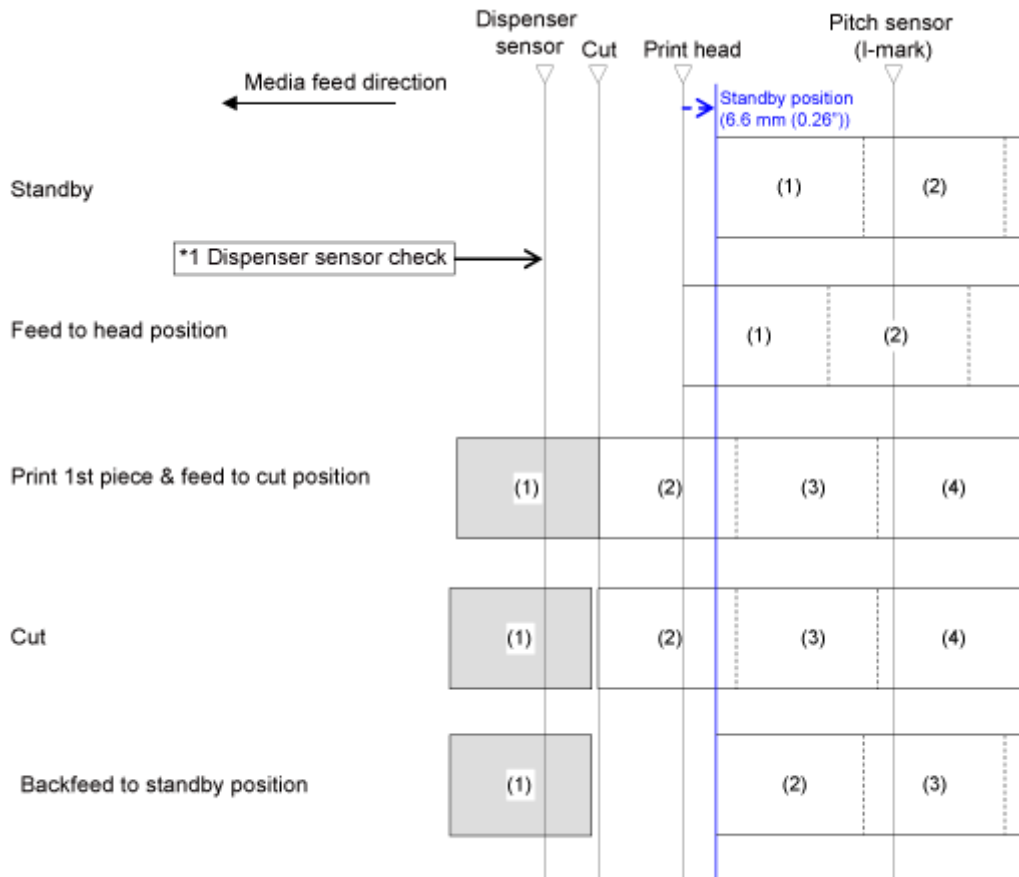 Dispenser
sensor
Cut
Print head
Pitch sensor
(I-mark)
Media feed direction
Standby position
(6.6 mm (0.26"))
Standby
(1)
(2)
*1 Dispenser sensor check
Feed to head position
(1)
(2)
Print 1st piece & feed to cut position
(1)
(2)
(3)
(4)
Cut
(1)
(2)
(3)
(4)
Backfeed to standby position
(1)
(2)
(3)